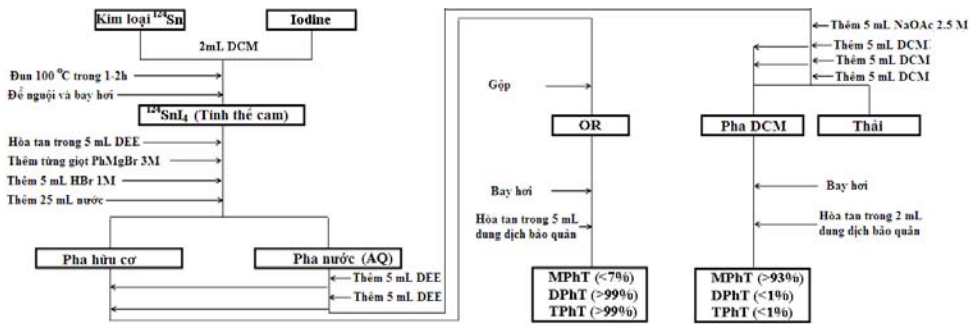 Kim loại ¹²⁴Sn
Iodine
2mL DCM
Đun 100 °C trong 1-2h
Để nguội và bay hơi
¹²⁴SnI₄ (Tinh thể cam)
Hòa tan trong 5 mL DEE
Thêm từng giọt PhMgBr 3M
Thêm 5 mL HBr 1M
Thêm 25 mL nước
Pha hữu cơ
Pha nước (AQ)
Thêm 5 mL DEE
Thêm 5 mL DEE
Gộp
OR
Bay hơi
Hòa tan trong 5 mL
dung dịch bảo quản
MPhT (<7%)
DPhT (>99%)
TPhT (>99%)
Thêm 5 mL NaOAc 2.5 M
Thêm 5 mL DCM
Thêm 5 mL DCM
Thêm 5 mL DCM
Pha DCM
Thải
Bay hơi
Hòa tan trong 2 mL
dung dịch bảo quản
MPhT (>93%)
DPhT (<1%)
TPhT (<1%)